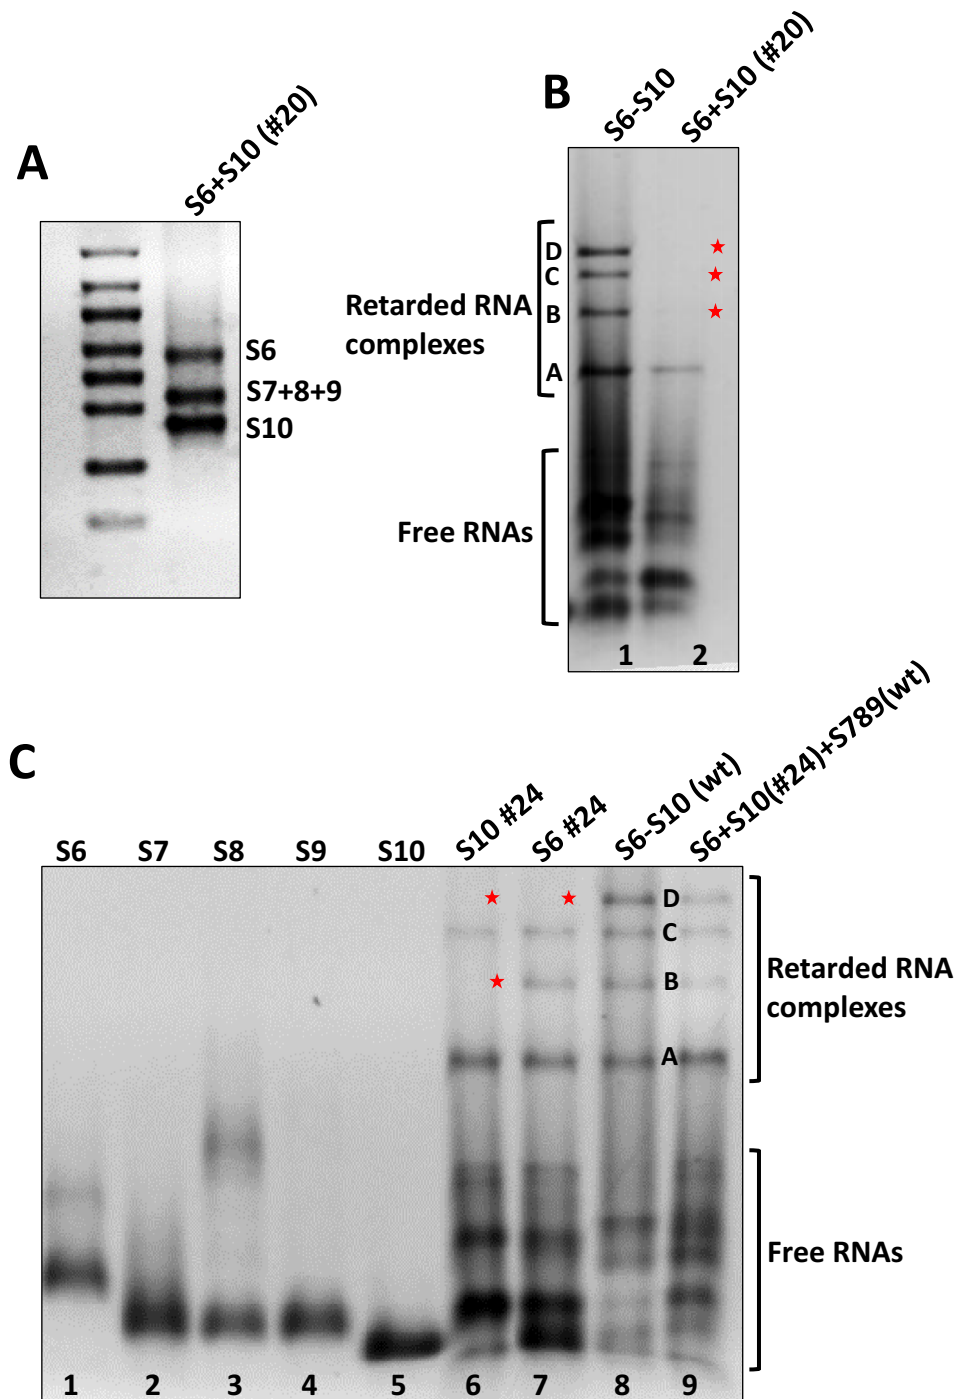 A
S6+S10 (#20)
S6
S7+8+9
S10
B
S6-S10
S6+S10 (#20)
D
C
B
A
Retarded RNA
complexes
Free RNAs
1 2
C
S6 S7 S8 S9 S10 S10 #24 S6 #24 S6-S10 (wt) S6+S10(#24)+S789(wt)
D
C
B
A
Retarded RNA
complexes
Free RNAs
1 2 3 4 5 6 7 8 9